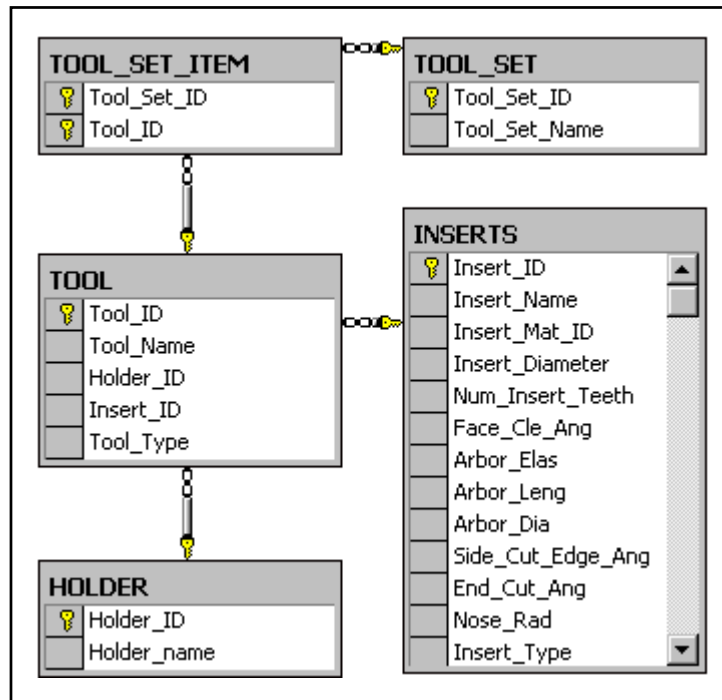 TOOL_SET_ITEM
Tool_Set_ID
Tool_ID
TOOL_SET
Tool_Set_ID
Tool_Set_Name
TOOL
Tool_ID
Tool_Name
Holder_ID
Insert_ID
Tool_Type
INSERTS
Insert_ID
Insert_Name
Insert_Mat_ID
Insert_Diameter
Num_Insert_Teeth
Face_Cle_Ang
Arbor_Elas
Arbor_Leng
Arbor_Dia
Side_Cut_Edge_Ang
End_Cut_Ang
Nose_Rad
Insert_Type
HOLDER
Holder_ID
Holder_name